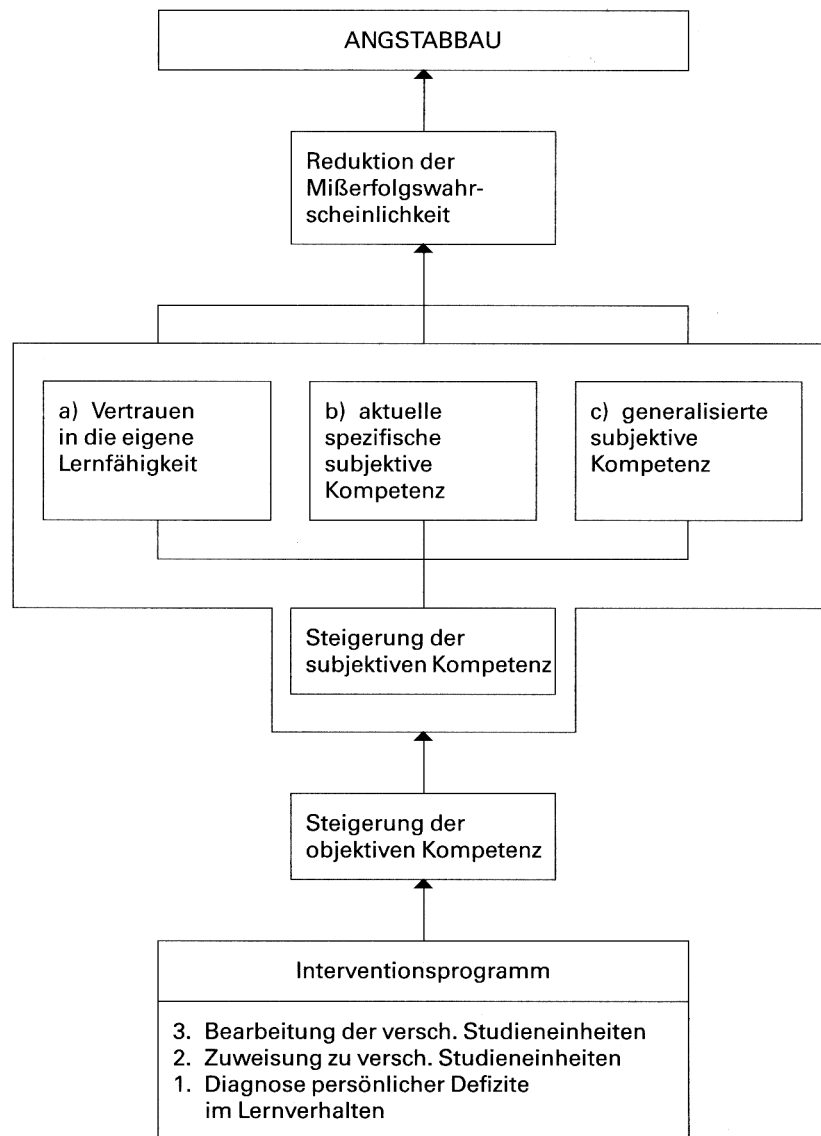 ANGSTABBAU
Reduktion der
Mißerfolgswahr-
scheinlichkeit
a) Vertrauen
in die eigene
Lernfähigkeit
b) aktuelle
spezifische
subjektive
Kompetenz
c) generalisierte
subjektive
Kompetenz
Steigerung der
subjektiven Kompetenz
Steigerung der
objektiven Kompetenz
Interventionsprogramm
3. Bearbeitung der versch. Studieneinheiten
2. Zuweisung zu versch. Studieneinheiten
1. Diagnose persönlicher Defizite
im Lernverhalten